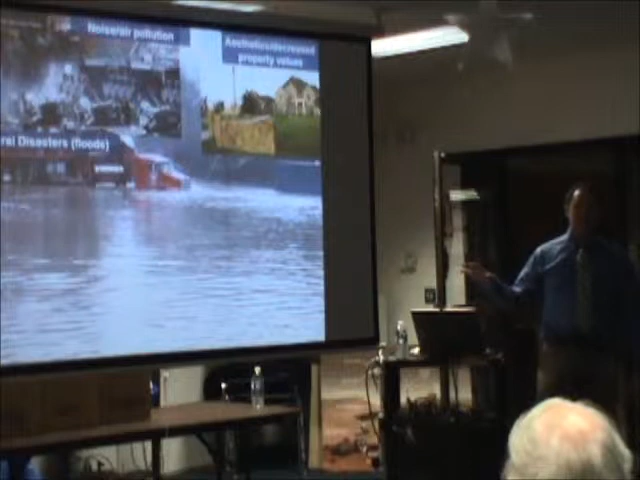 Noise/air pollution
Aesthetics/decreased
property values
ral Disasters (floods)